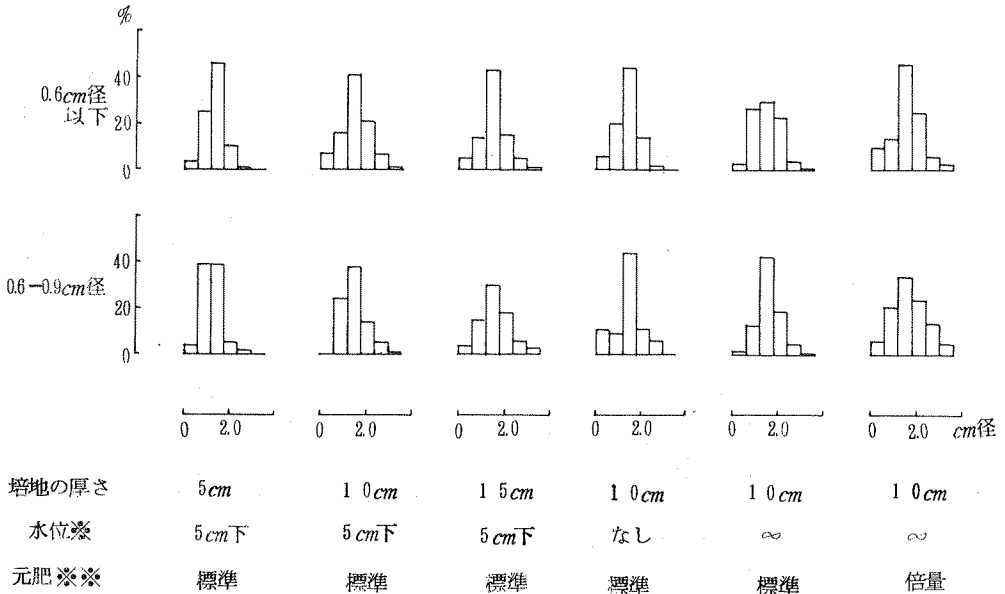 %
40
0.6cm径
以下
20
0
40
0.6-0.9cm径
20
0
0 2.0 0 2.0 0 2.0 0 2.0 0 2.0 0 2.0 cm径
培地の厚さ 5cm 10cm 15cm 10cm 10cm 10cm
水位※ 5cm下 5cm下 5cm下 なし ∞ ∞
元肥※※ 標準 標準 標準 標準 標準 倍量